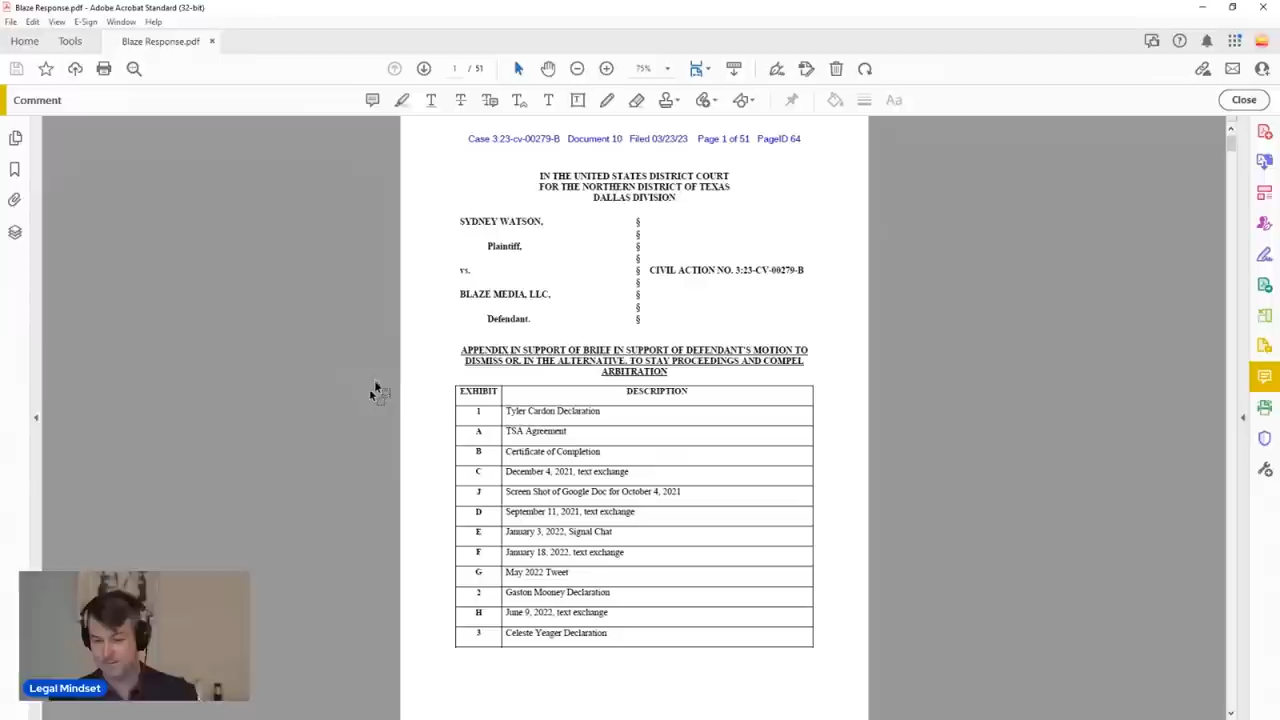 Blaze Response.pdf - Adobe Acrobat Standard (32-bit)
File Edit View E-Sign Window Help
Home Tools Blaze Response.pdf ×
1 / 51 75%
Comment Aa Close
Case 3:23-cv-00279-B Document 10 Filed 03/23/23 Page 1 of 51 PageID 64
IN THE UNITED STATES DISTRICT COURT
FOR THE NORTHERN DISTRICT OF TEXAS
DALLAS DIVISION
SYDNEY WATSON, §
§
Plaintiff, §
§
vs. § CIVIL ACTION NO. 3:23-CV-00279-B
§
BLAZE MEDIA, LLC, §
§
Defendant. §
APPENDIX IN SUPPORT OF BRIEF IN SUPPORT OF DEFENDANT'S MOTION TO
DISMISS OR, IN THE ALTERNATIVE, TO STAY PROCEEDINGS AND COMPEL
ARBITRATION
EXHIBIT DESCRIPTION
1 Tyler Cardon Declaration
A TSA Agreement
B Certificate of Completion
C December 4, 2021, text exchange
J Screen Shot of Google Doc for October 4, 2021
D September 11, 2021, text exchange
E January 3, 2022, Signal Chat
F January 18, 2022, text exchange
G May 2022 Tweet
2 Gaston Mooney Declaration
H June 9, 2022, text exchange
3 Celeste Yeager Declaration
Legal Mindset